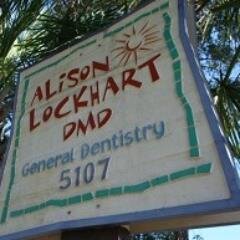 ALISON
LOCKHART
DMD
General Dentistry
5107